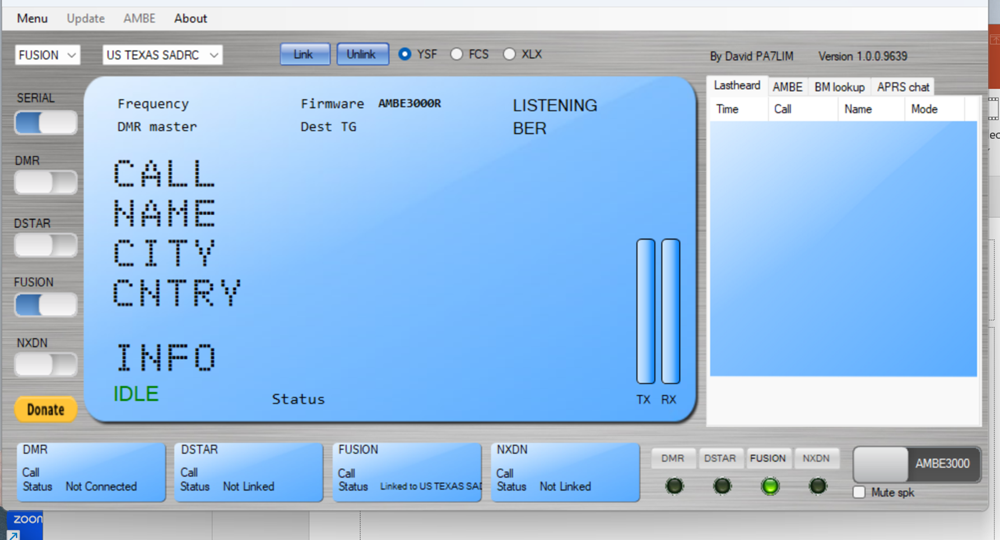 Menu Update AMBE About
FUSION US TEXAS SADRC Link Unlink YSF FCS XLX By David PA7LIM Version 1.0.0.9639
SERIAL
DMR
DSTAR
FUSION
NXDN
Donate
Frequency Firmware AMBE3000R LISTENING
DMR master Dest TG BER
CALL
NAME
CITY
CNTRY
INFO
IDLE Status TX RX
Lastheard AMBE BM lookup APRS chat
Time Call Name Mode
DMR
Call
Status Not Connected
DSTAR
Call
Status Not Linked
FUSION
Call
Status Linked to US TEXAS SAD
NXDN
Call
Status Not Linked
DMR DSTAR FUSION NXDN
AMBE3000
Mute spk
ec
zoom